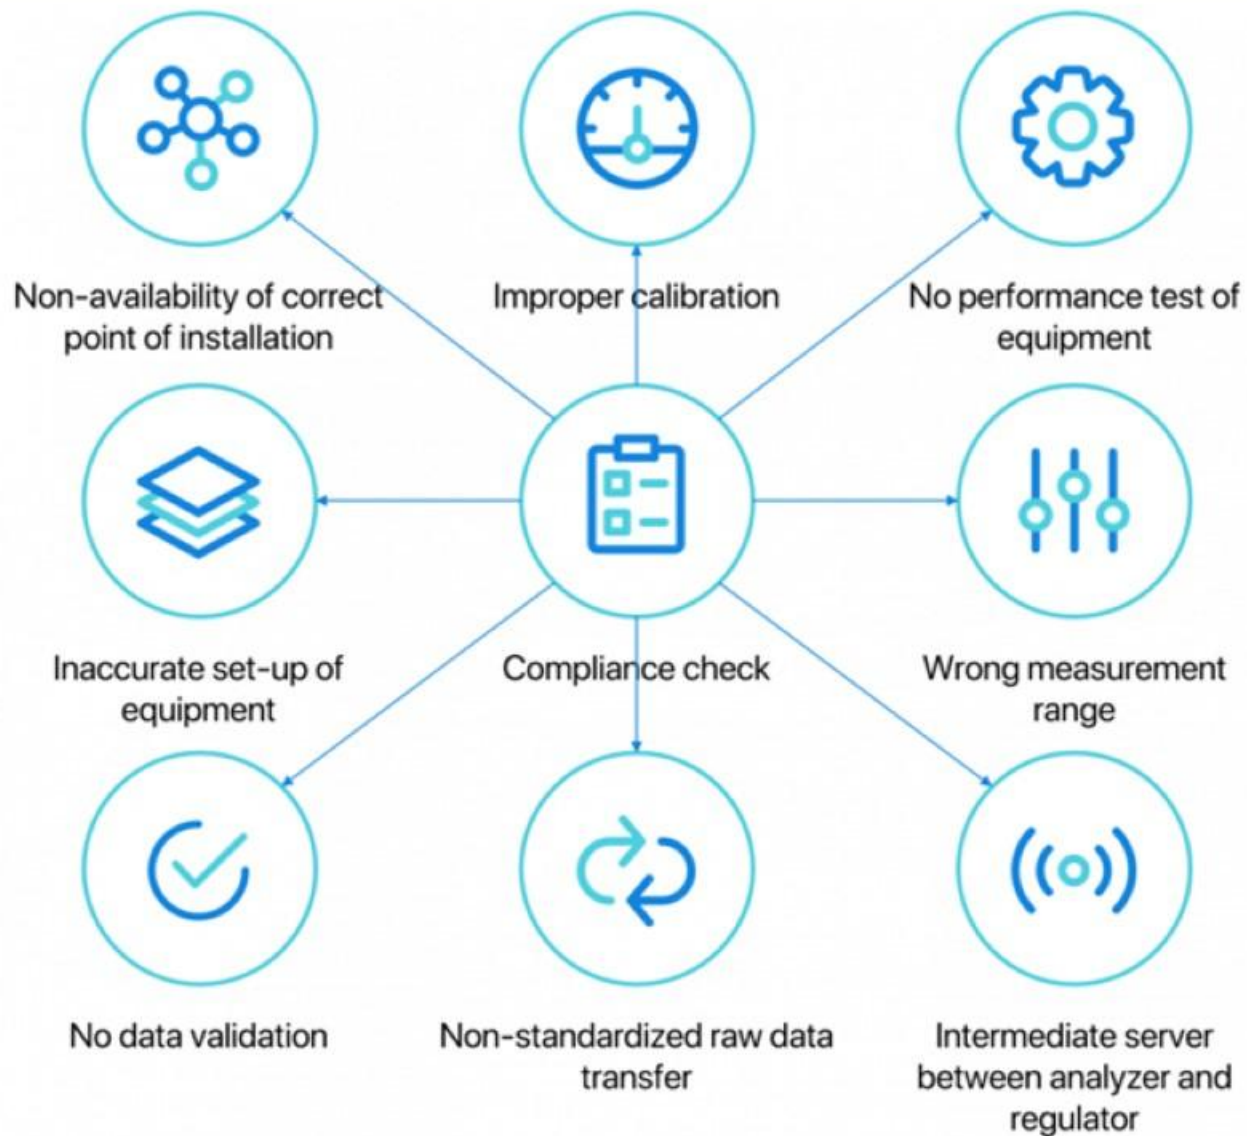 Non-availability of correct
point of installation
Improper calibration
No performance test of
equipment
Inaccurate set-up of
equipment
Compliance check
Wrong measurement
range
No data validation
Non-standardized raw data
transfer
Intermediate server
between analyzer and
regulator